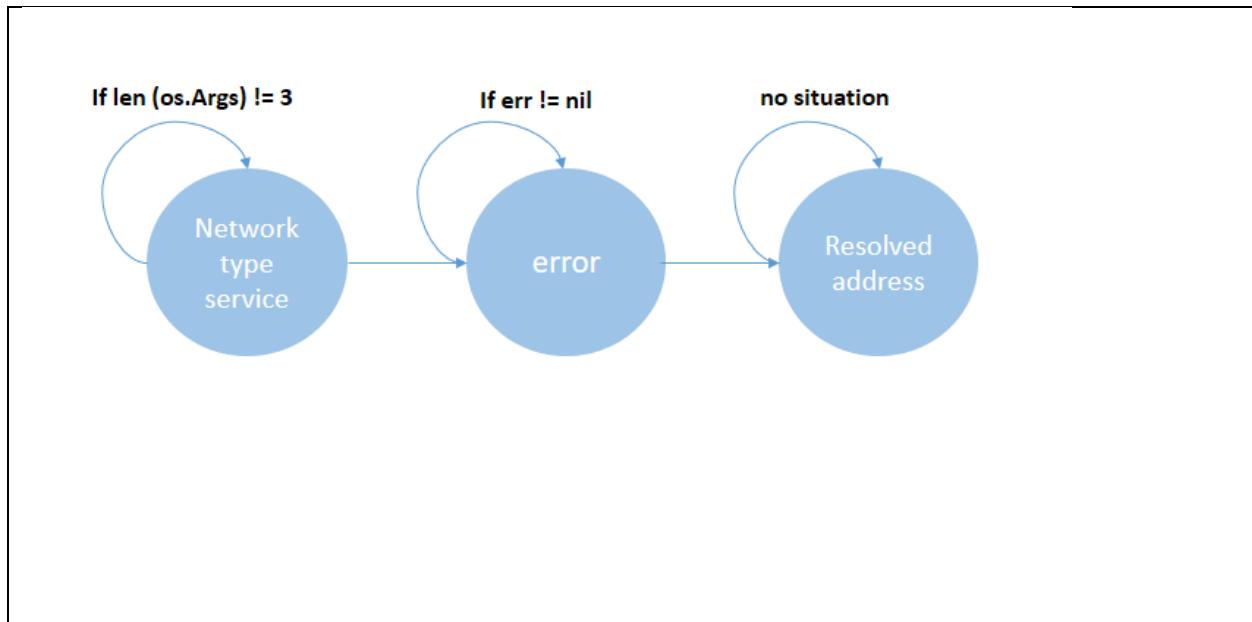 If len (os.Args) != 3
If err != nil
no situation
Network
type
service
error
Resolved
address